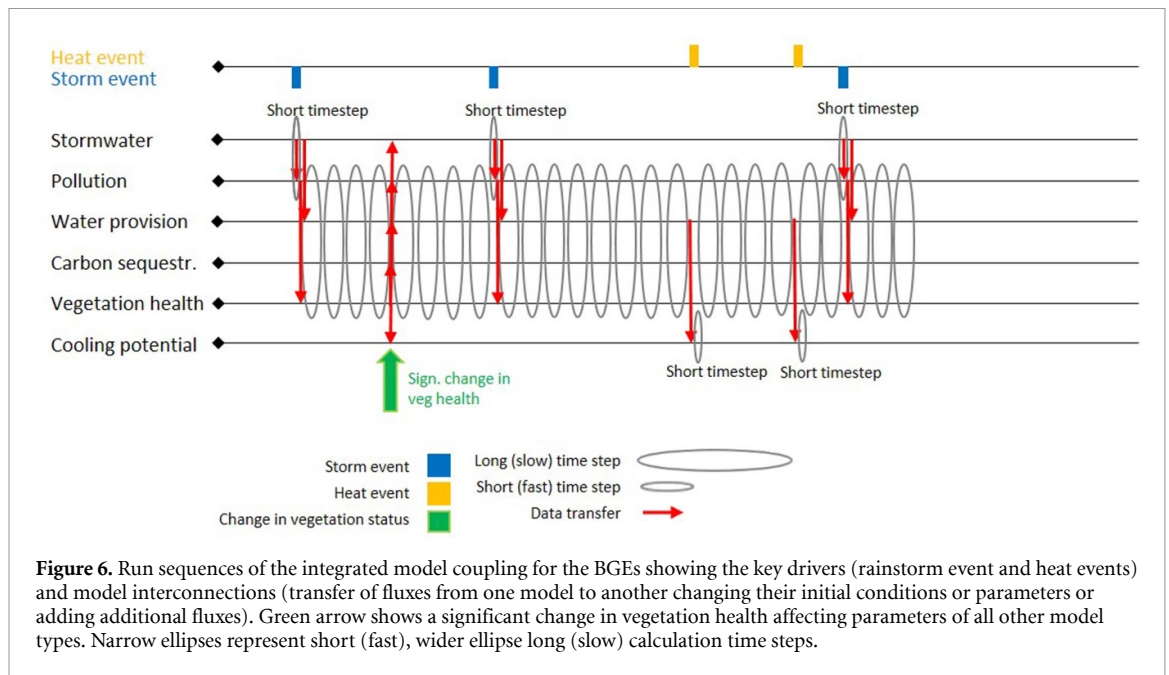 Heat event
Storm event
Short timestep
Short timestep
Short timestep
Stormwater
Pollution
Water provision
Carbon sequestr.
Vegetation health
Cooling potential
Short timestep
Short timestep
Sign. change in
veg health
Storm event
Heat event
Change in vegetation status
Long (slow) time step
Short (fast) time step
Data transfer
Figure 6. Run sequences of the integrated model coupling for the BGEs showing the key drivers (rainstorm event and heat events)
and model interconnections (transfer of fluxes from one model to another changing their initial conditions or parameters or
adding additional fluxes). Green arrow shows a significant change in vegetation health affecting parameters of all other model
types. Narrow ellipses represent short (fast), wider ellipse long (slow) calculation time steps.